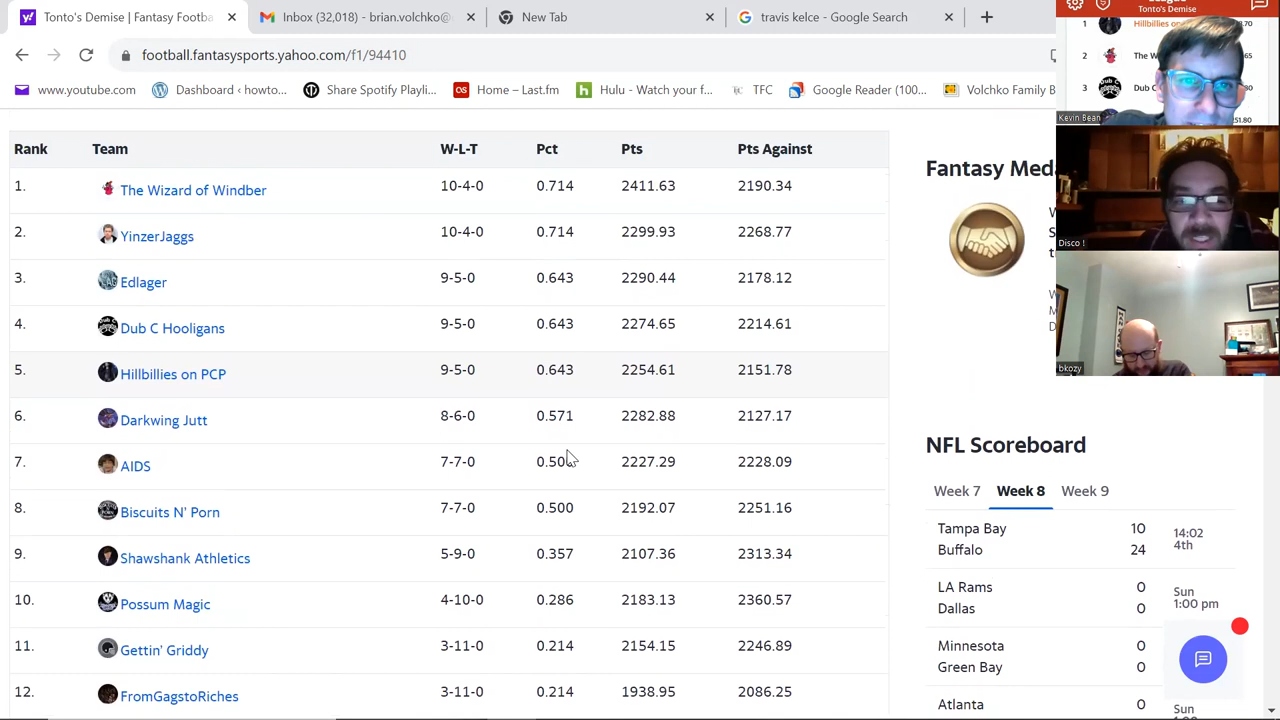 Tonto's Demise | Fantasy Footba
Inbox (32,018) - brian.volchko@
New Tab
travis kelce - Google Search
football.fantasysports.yahoo.com/f1/94410
www.youtube.com
Dashboard ‹ howto...
Share Spotify Playli...
Home
Hulu - Watch your f...
TFC
Google Reader (100...
Volchko Family B
Tonto's Demise
1 Hillbillies on
2 The W
3 Dub C
Kevin Bean
Disco !
bkozy
Rank Team W-L-T Pct Pts Pts Against
1. The Wizard of Windber 10-4-0 0.714 2411.63 2190.34
2. YinzerJaggs 10-4-0 0.714 2299.93 2268.77
3. Edlager 9-5-0 0.643 2290.44 2178.12
4. Dub C Hooligans 9-5-0 0.643 2274.65 2214.61
5. Hillbillies on PCP 9-5-0 0.643 2254.61 2151.78
6. Darkwing Jutt 8-6-0 0.571 2282.88 2127.17
7. AIDS 7-7-0 0.500 2227.29 2228.09
8. Biscuits N' Porn 7-7-0 0.500 2192.07 2251.16
9. Shawshank Athletics 5-9-0 0.357 2107.36 2313.34
10. Possum Magic 4-10-0 0.286 2183.13 2360.57
11. Gettin' Griddy 3-11-0 0.214 2154.15 2246.89
12. FromGagstoRiches 3-11-0 0.214 1938.95 2086.25
Fantasy Meda
NFL Scoreboard
Week 7 Week 8 Week 9
Tampa Bay 10
Buffalo 24
14:02
4th
LA Rams 0
Dallas 0
Sun
1:00 pm
Minnesota 0
Green Bay 0
Atlanta 0
Sun